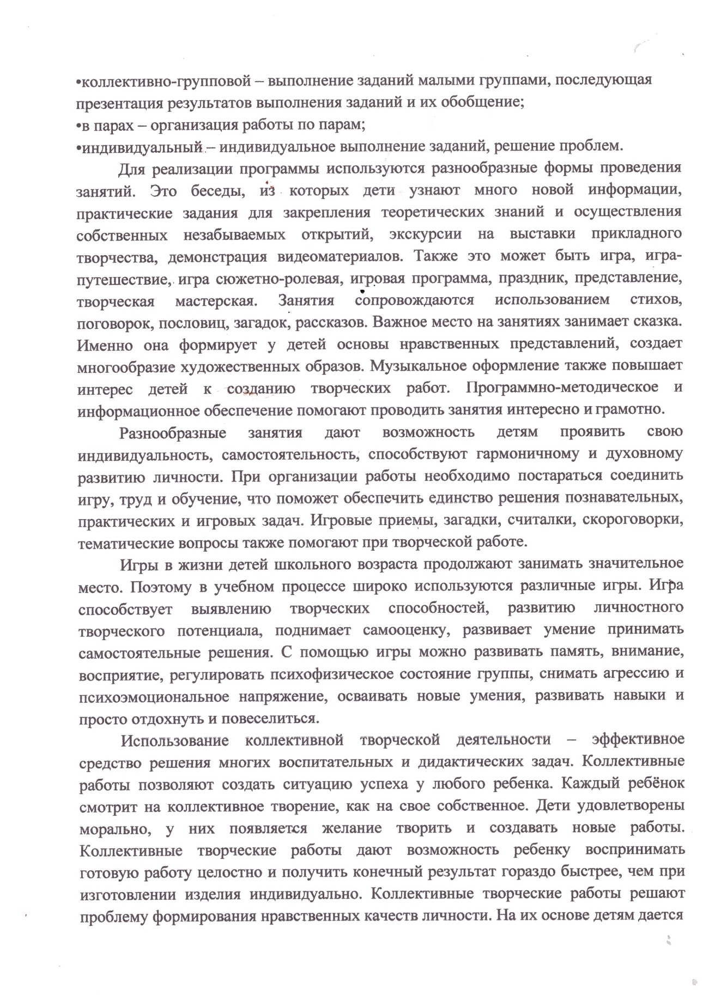 •коллективно-групповой – выполнение заданий малыми группами, последующая
презентация результатов выполнения заданий и их обобщение;
•в парах – организация работы по парам;
•индивидуальный – индивидуальное выполнение заданий, решение проблем.
Для реализации программы используются разнообразные формы проведения
занятий. Это беседы, из которых дети узнают много новой информации,
практические задания для закрепления теоретических знаний и осуществления
собственных незабываемых открытий, экскурсии на выставки прикладного
творчества, демонстрация видеоматериалов. Также это может быть игра, игра-
путешествие, игра сюжетно-ролевая, игровая программа, праздник, представление,
творческая мастерская. Занятия сопровождаются использованием стихов,
поговорок, пословиц, загадок, рассказов. Важное место на занятиях занимает сказка.
Именно она формирует у детей основы нравственных представлений, создает
многообразие художественных образов. Музыкальное оформление также повышает
интерес детей к созданию творческих работ. Программно-методическое и
информационное обеспечение помогают проводить занятия интересно и грамотно.
Разнообразные занятия дают возможность детям проявить свою
индивидуальность, самостоятельность, способствуют гармоничному и духовному
развитию личности. При организации работы необходимо постараться соединить
игру, труд и обучение, что поможет обеспечить единство решения познавательных,
практических и игровых задач. Игровые приемы, загадки, считалки, скороговорки,
тематические вопросы также помогают при творческой работе.
Игры в жизни детей школьного возраста продолжают занимать значительное
место. Поэтому в учебном процессе широко используются различные игры. Игра
способствует выявлению творческих способностей, развитию личностного
творческого потенциала, поднимает самооценку, развивает умение принимать
самостоятельные решения. С помощью игры можно развивать память, внимание,
восприятие, регулировать психофизическое состояние группы, снимать агрессию и
психоэмоциональное напряжение, осваивать новые умения, развивать навыки и
просто отдохнуть и повеселиться.
Использование коллективной творческой деятельности – эффективное
средство решения многих воспитательных и дидактических задач. Коллективные
работы позволяют создать ситуацию успеха у любого ребенка. Каждый ребёнок
смотрит на коллективное творение, как на свое собственное. Дети удовлетворены
морально, у них появляется желание творить и создавать новые работы.
Коллективные творческие работы дают возможность ребенку воспринимать
готовую работу целостно и получить конечный результат гораздо быстрее, чем при
изготовлении изделия индивидуально. Коллективные творческие работы решают
проблему формирования нравственных качеств личности. На их основе детям дается